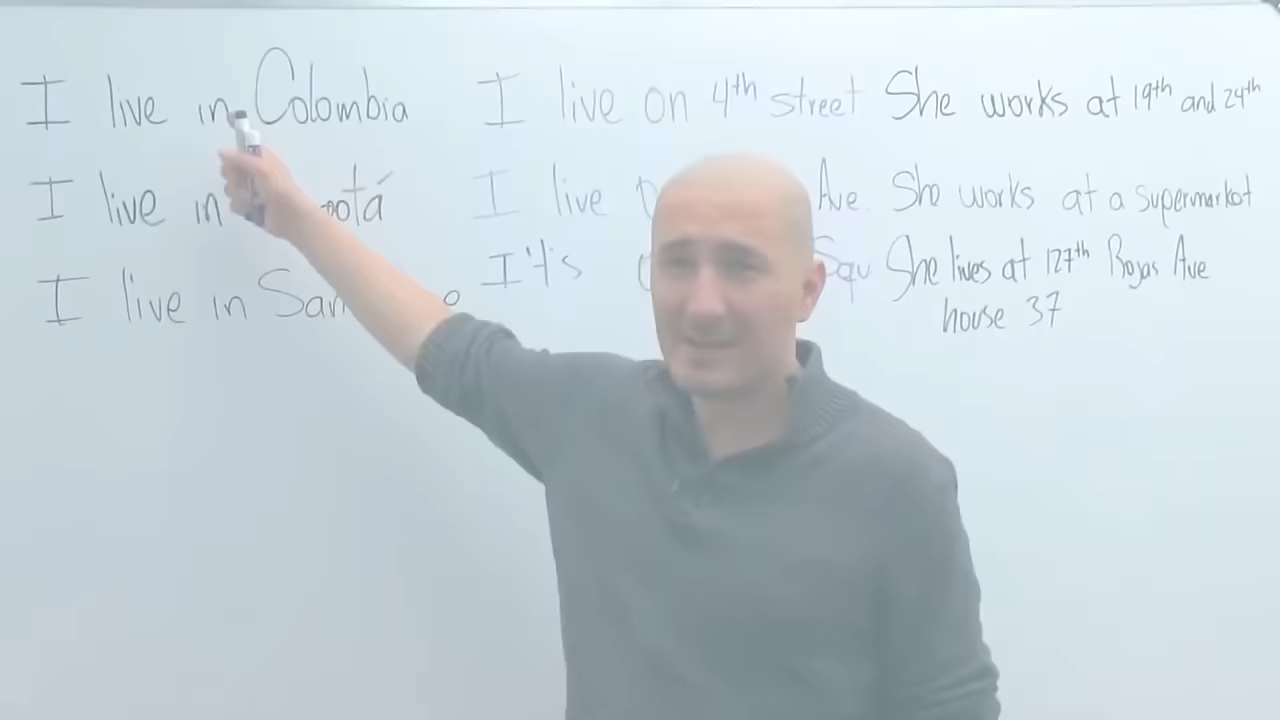 I live in Colombia
I live in
I live in
I live on 4th street
I live Ave.
It's
She works at 19th and 24th
She works at a supermarket
She lives at 127th Rojas Ave
house 37